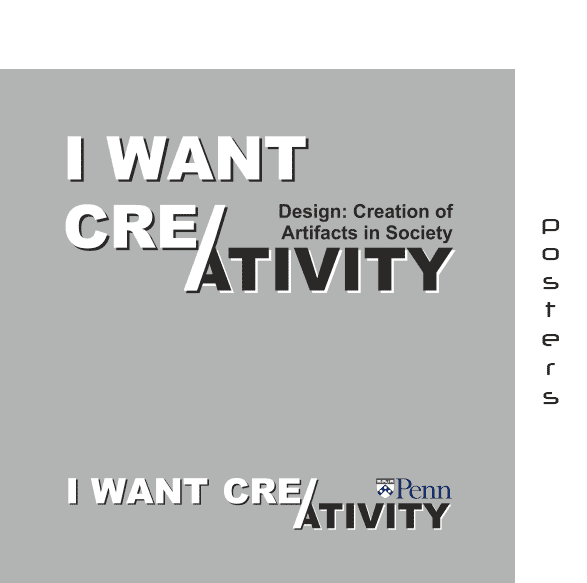 I WANT
CRE/
Design: Creation of
Artifacts in Society
ATIVITY
I WANT CRE/
Penn
ATIVITY
posters